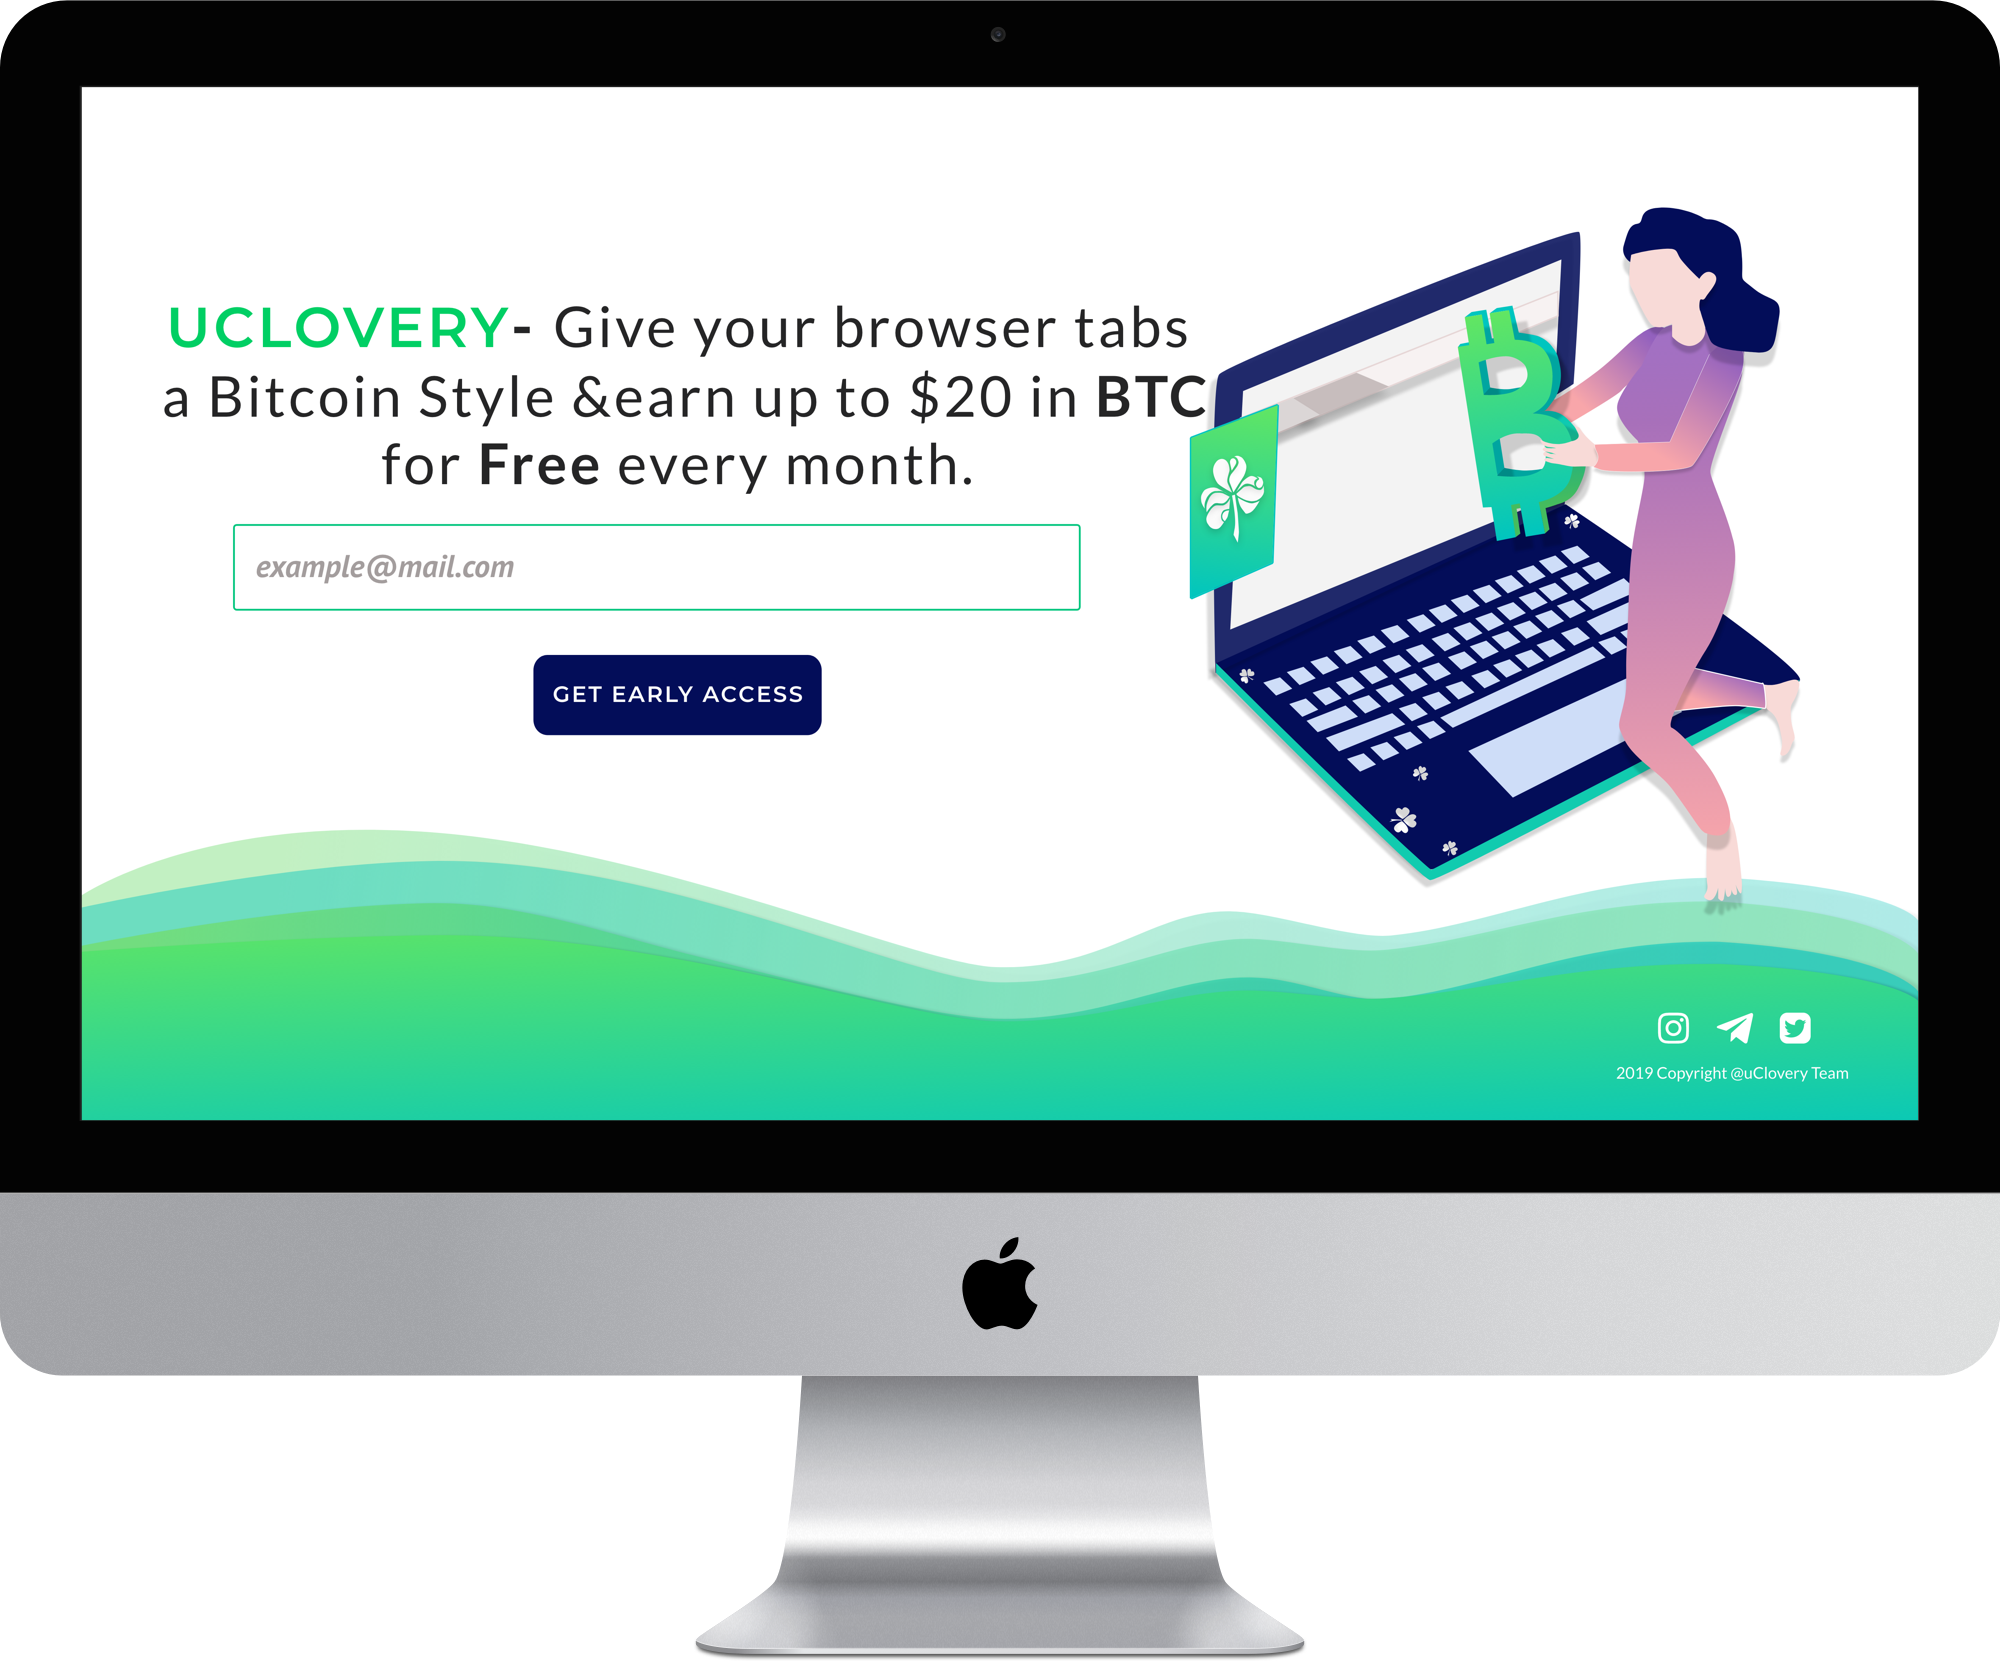 UCLOVERY- Give your browser tabs
a Bitcoin Style &earn up to $20 in BTC
for Free every month.
example@mail.com
GET EARLY ACCESS
2019 Copyright @uClovery Team